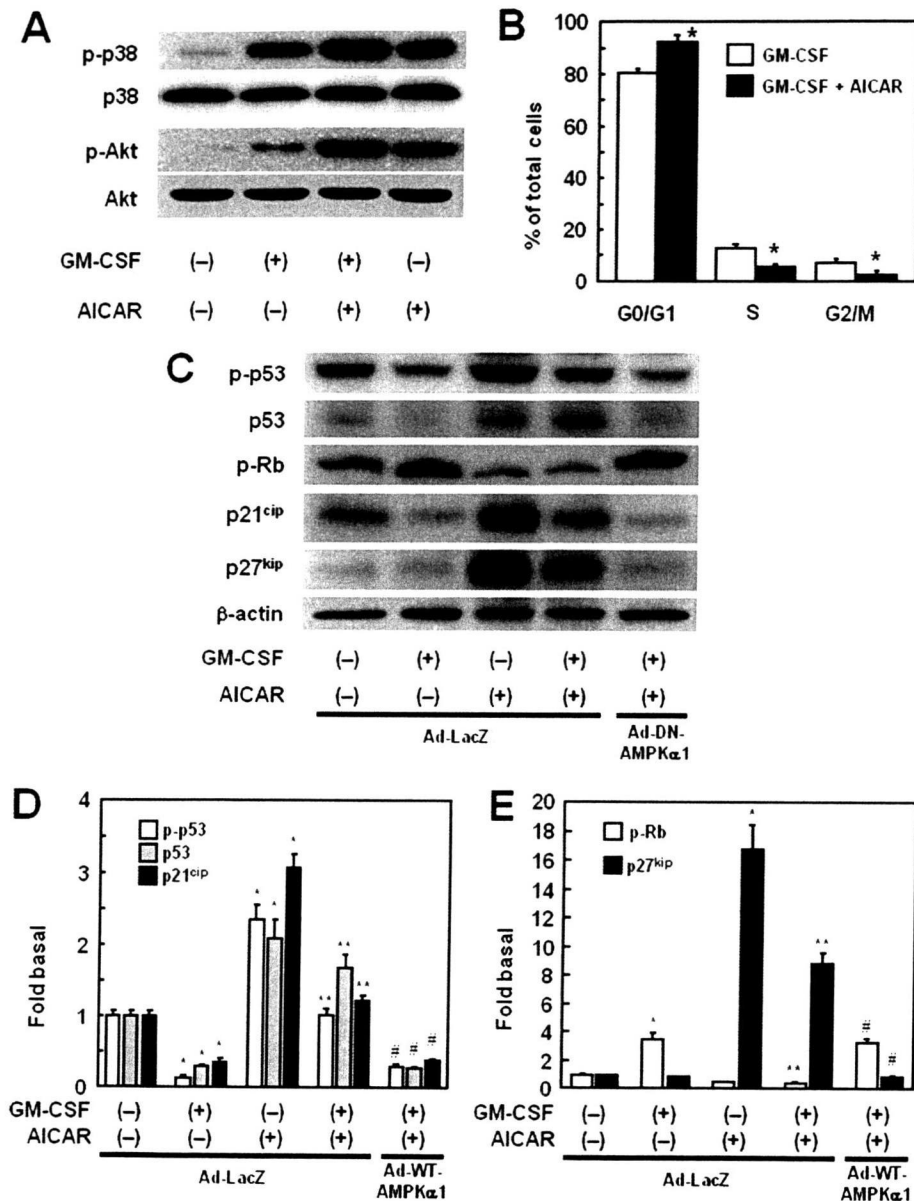 A
p-p38
p38
p-Akt
Akt
GM-CSF (–) (+) (+) (–)
AICAR (–) (–) (+) (+)
B
% of total cells
100
80
60
40
20
0
GM-CSF
GM-CSF + AICAR
* * *
G0/G1 S G2/M
C
p-p53
p53
p-Rb
p21cip
p27kip
β-actin
GM-CSF (–) (+) (–) (+) (+)
AICAR (–) (–) (+) (+) (+)
Ad-LacZ Ad-DN-
AMPKα1
D
Fold basal
4
3
2
1
0
p-p53
p53
p21cip
# # #
GM-CSF (–) (+) (–) (+) (+)
AICAR (–) (–) (+) (+) (+)
Ad-LacZ Ad-WT-
AMPKα1
E
Fold basal
20
18
16
14
12
10
8
6
4
2
0
p-Rb
p27kip
# #
GM-CSF (–) (+) (–) (+) (+)
AICAR (–) (–) (+) (+) (+)
Ad-LacZ Ad-WT-
AMPKα1